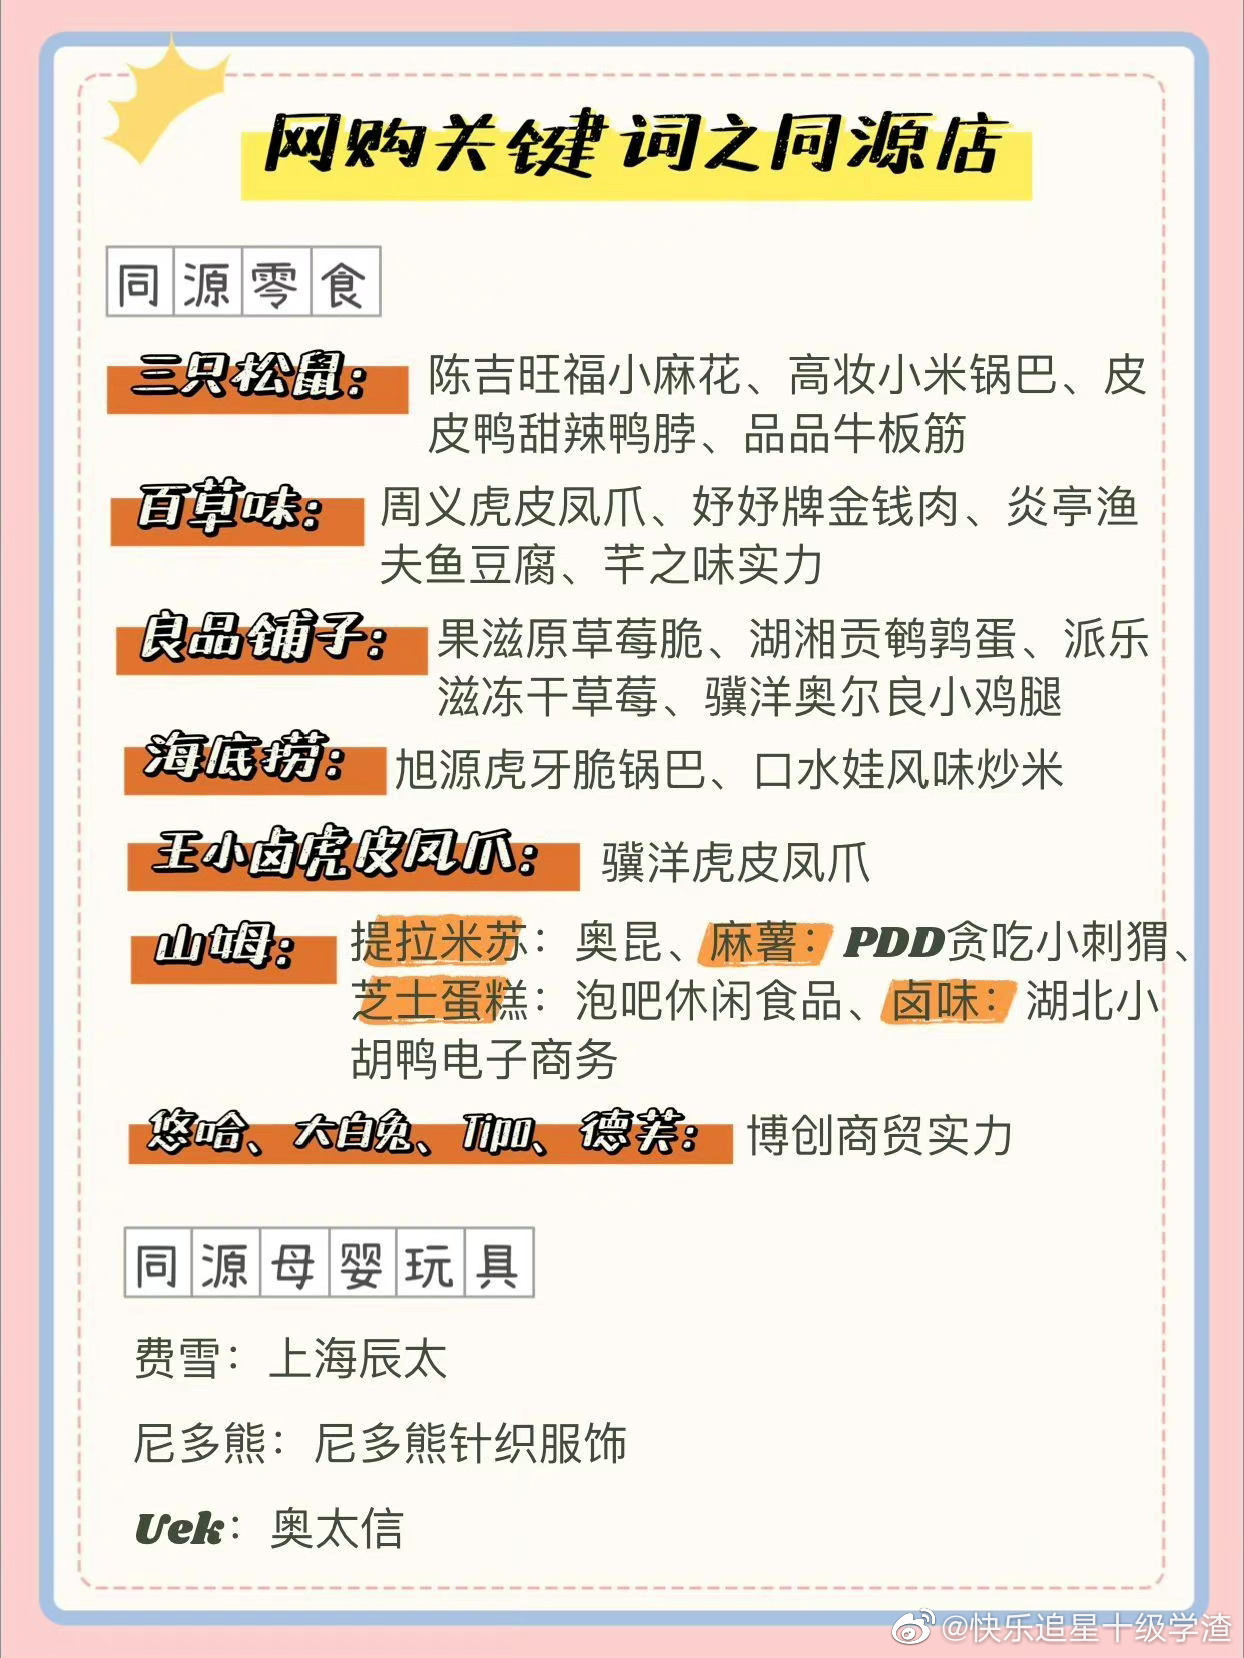 网购关键词之同源店
同源零食
三只松鼠：陈吉旺福小麻花、高妆小米锅巴、皮
皮鸭甜辣鸭脖、品品牛板筋
百草味：周义虎皮凤爪、妤妤牌金钱肉、炎亭渔
夫鱼豆腐、芊之味实力
良品铺子：果滋原草莓脆、湖湘贡鹌鹑蛋、派乐
滋冻干草莓、骥洋奥尔良小鸡腿
海底捞：旭源虎牙脆锅巴、口水娃风味炒米
王小卤虎皮凤爪：骥洋虎皮凤爪
山姆：提拉米苏：奥昆、麻薯：PDD贪吃小刺猬、
芝士蛋糕：泡吧休闲食品、卤味：湖北小
胡鸭电子商务
悠哈、大白兔、Tipo、德芙：博创商贸实力
同源母婴玩具
费雪：上海辰太
尼多熊：尼多熊针织服饰
Uek：奥太信
@快乐追星十级学渣